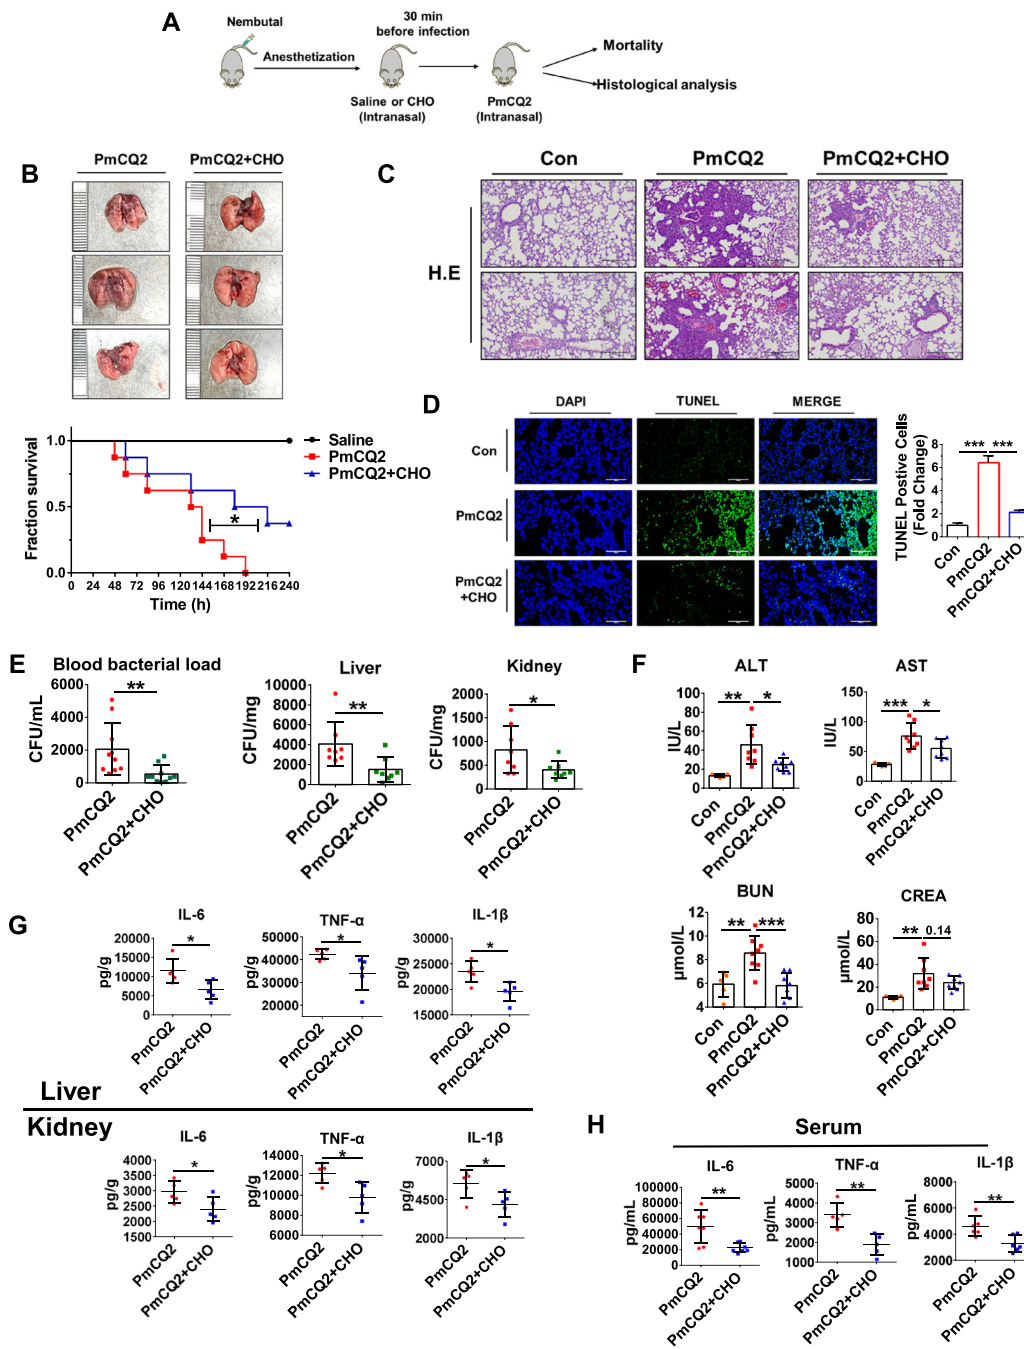 A
Nembutal
Anesthetization
30 min
before infection
Saline or CHO
(Intranasal)
PmCQ2
(Intranasal)
Mortality
Histological analysis
B
PmCQ2
PmCQ2+CHO
Fraction survival
1.0
0.5
0.0
0 24 48 72 96 120 144 168 192 216 240
Time (h)
Saline
PmCQ2
PmCQ2+CHO
*
C
Con
PmCQ2
PmCQ2+CHO
H.E
D
DAPI
TUNEL
MERGE
Con
PmCQ2
PmCQ2
+CHO
TUNEL Postive Cells
(Fold Change)
8
6
4
2
0
*** ***
Con
PmCQ2
PmCQ2+CHO
E
Blood bacterial load
CFU/mL
6000
4000
2000
0
**
PmCQ2
PmCQ2+CHO
Liver
CFU/mg
10000
8000
6000
4000
2000
0
**
PmCQ2
PmCQ2+CHO
Kidney
CFU/mg
2000
1500
1000
500
0
*
PmCQ2
PmCQ2+CHO
F
ALT
IU/L
100
80
60
40
20
0
** *
Con
PmCQ2
PmCQ2+CHO
AST
IU/L
150
100
50
0
*** *
Con
PmCQ2
PmCQ2+CHO
BUN
μmol/L
12
10
8
6
4
** ***
Con
PmCQ2
PmCQ2+CHO
CREA
μmol/L
80
60
40
20
0
** 0.14
Con
PmCQ2
PmCQ2+CHO
G
IL-6
pg/g
20000
15000
10000
5000
0
*
PmCQ2
PmCQ2+CHO
TNF-α
pg/g
50000
40000
30000
20000
*
PmCQ2
PmCQ2+CHO
IL-1β
pg/g
30000
25000
20000
15000
*
PmCQ2
PmCQ2+CHO
Liver
Kidney
IL-6
pg/g
4000
3500
3000
2500
2000
1500
*
PmCQ2
PmCQ2+CHO
TNF-α
pg/g
14000
12000
10000
8000
6000
*
PmCQ2
PmCQ2+CHO
IL-1β
pg/g
7000
4500
2000
*
PmCQ2
PmCQ2+CHO
H
Serum
IL-6
pg/mL
100000
80000
60000
40000
20000
0
**
PmCQ2
PmCQ2+CHO
TNF-α
pg/mL
5000
4000
3000
2000
1000
**
PmCQ2
PmCQ2+CHO
IL-1β
pg/mL
8000
6000
4000
2000
**
PmCQ2
PmCQ2+CHO